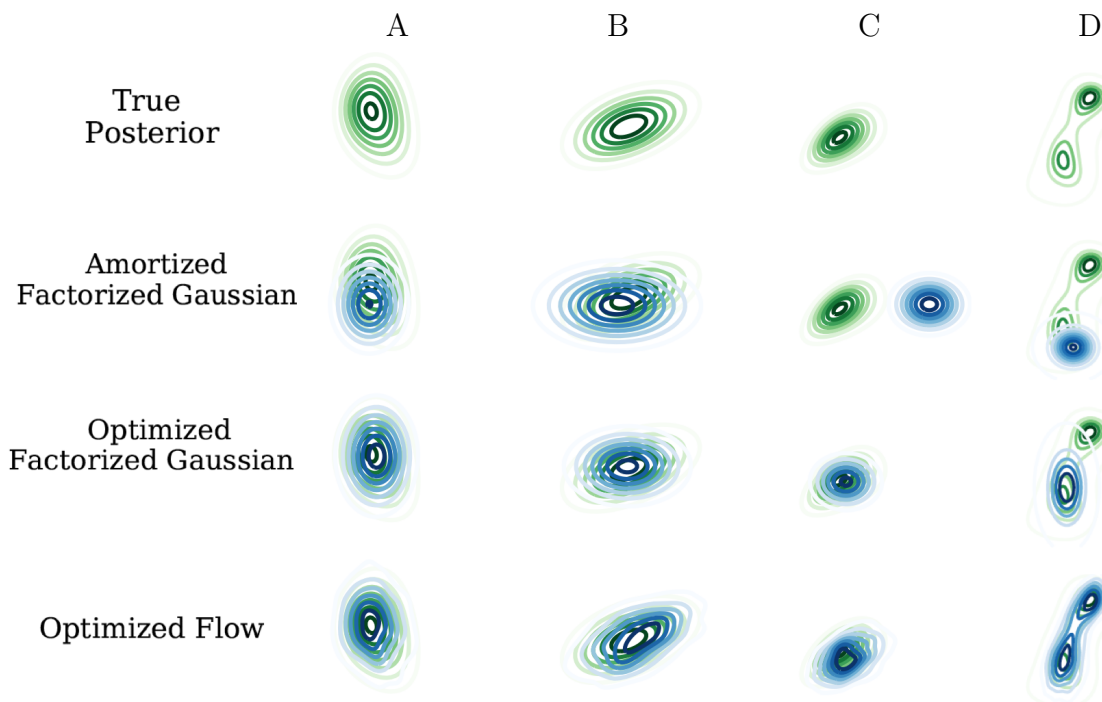 A B C D
True
Posterior
Amortized
Factorized Gaussian
Optimized
Factorized Gaussian
Optimized Flow